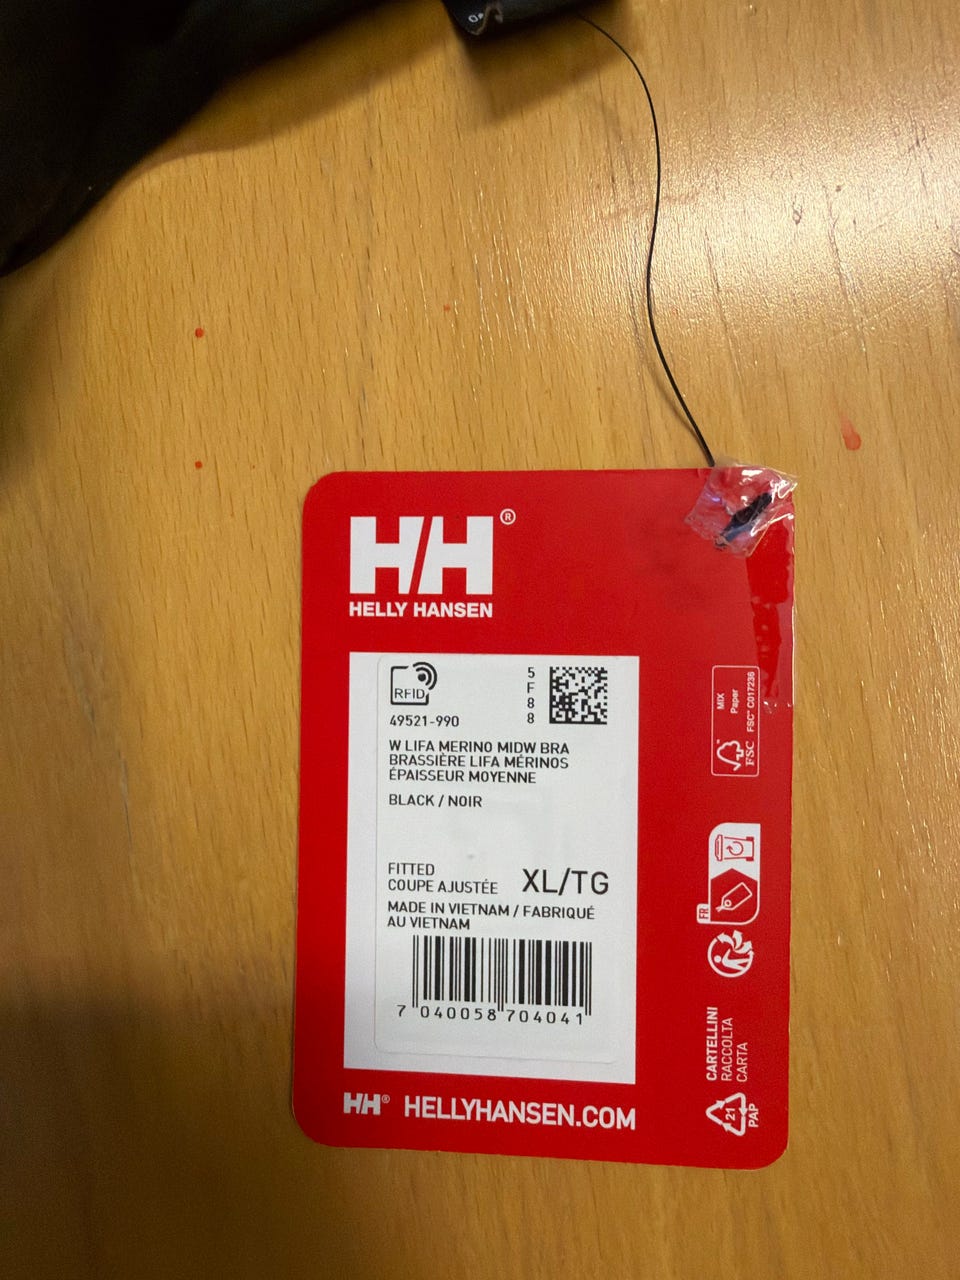 HH®
HELLY HANSEN
RFID
5
F
8
8
49521-990
W LIFA MERINO MIDW BRA
BRASSIÈRE LIFA MÉRINOS
ÉPAISSEUR MOYENNE
BLACK / NOIR
FITTED
COUPE AJUSTÉE
XL/TG
MADE IN VIETNAM / FABRIQUÉ
AU VIETNAM
7 040058 704041
HH® HELLYHANSEN.COM
MIX
Paper
FSC® C017236
FSC™
FR
CARTELLINI
RACCOLTA
CARTA
21
PAP